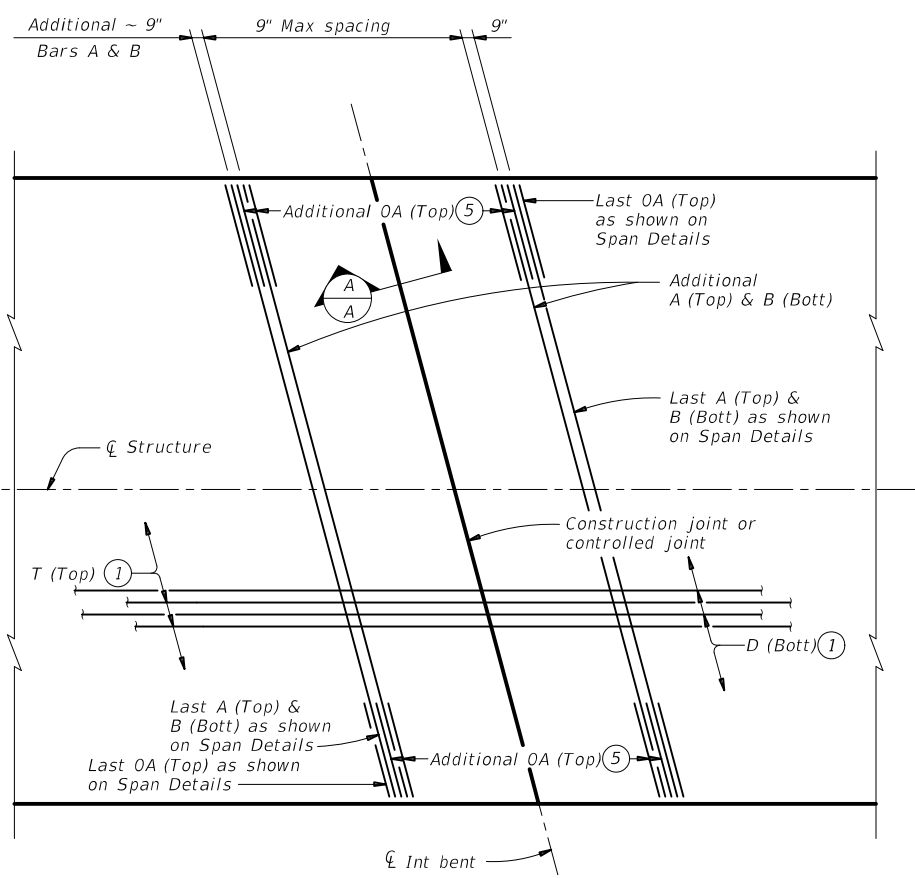 Additional ~ 9"
Bars A & B
9" Max spacing
9"
Additional OA (Top) 5
Last OA (Top)
as shown on
Span Details
A
A
Additional
A (Top) & B (Bott)
Last A (Top) &
B (Bott) as shown
on Span Details
℄ Structure
Construction joint or
controlled joint
T (Top) 1
D (Bott) 1
Last A (Top) &
B (Bott) as shown
on Span Details
Last OA (Top) as shown
on Span Details
Additional OA (Top) 5
℄ Int bent